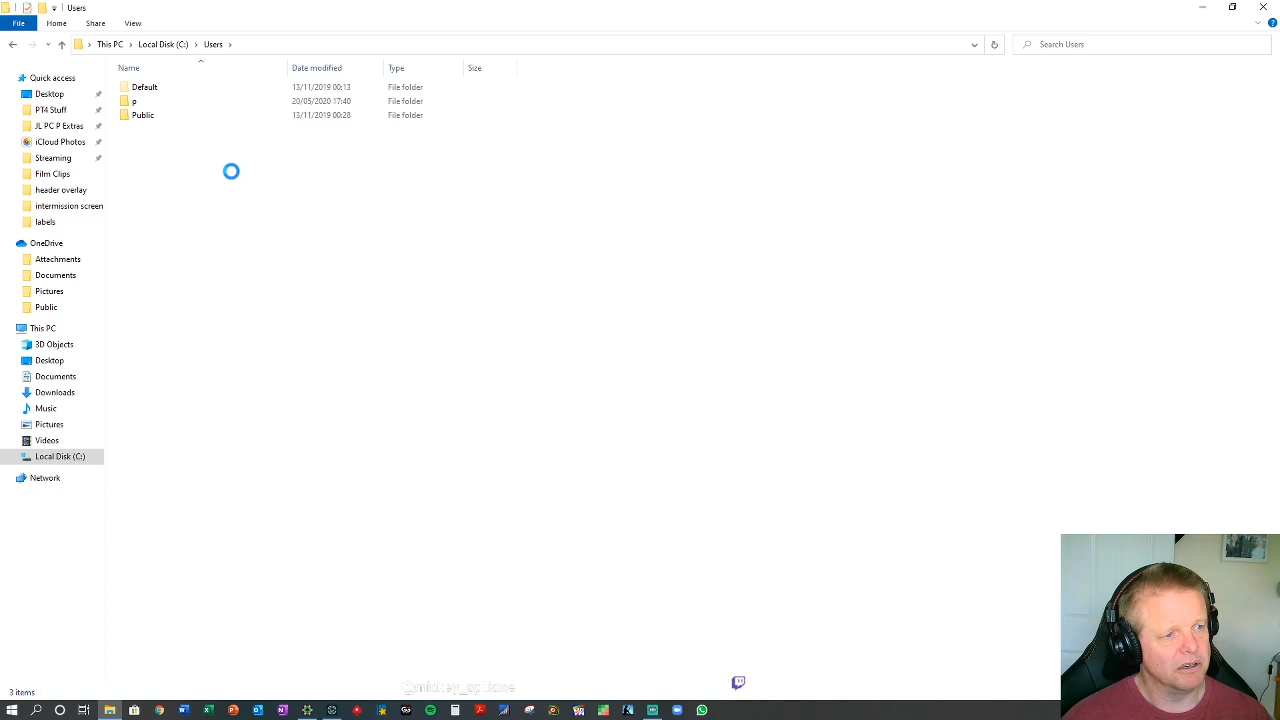 Users
File Home Share View
This PC Local Disk (C:) Users
Search Users
Name Date modified Type Size
Default 13/11/2019 00:13 File folder
p 20/05/2020 17:40 File folder
Public 13/11/2019 00:28 File folder
Quick access
Desktop
PT4 Stuff
JL PC P Extras
iCloud Photos
Streaming
Film Clips
header overlay
intermission screen
labels
OneDrive
Attachments
Documents
Pictures
Public
This PC
3D Objects
Desktop
Documents
Downloads
Music
Pictures
Videos
Local Disk (C:)
Network
3 items